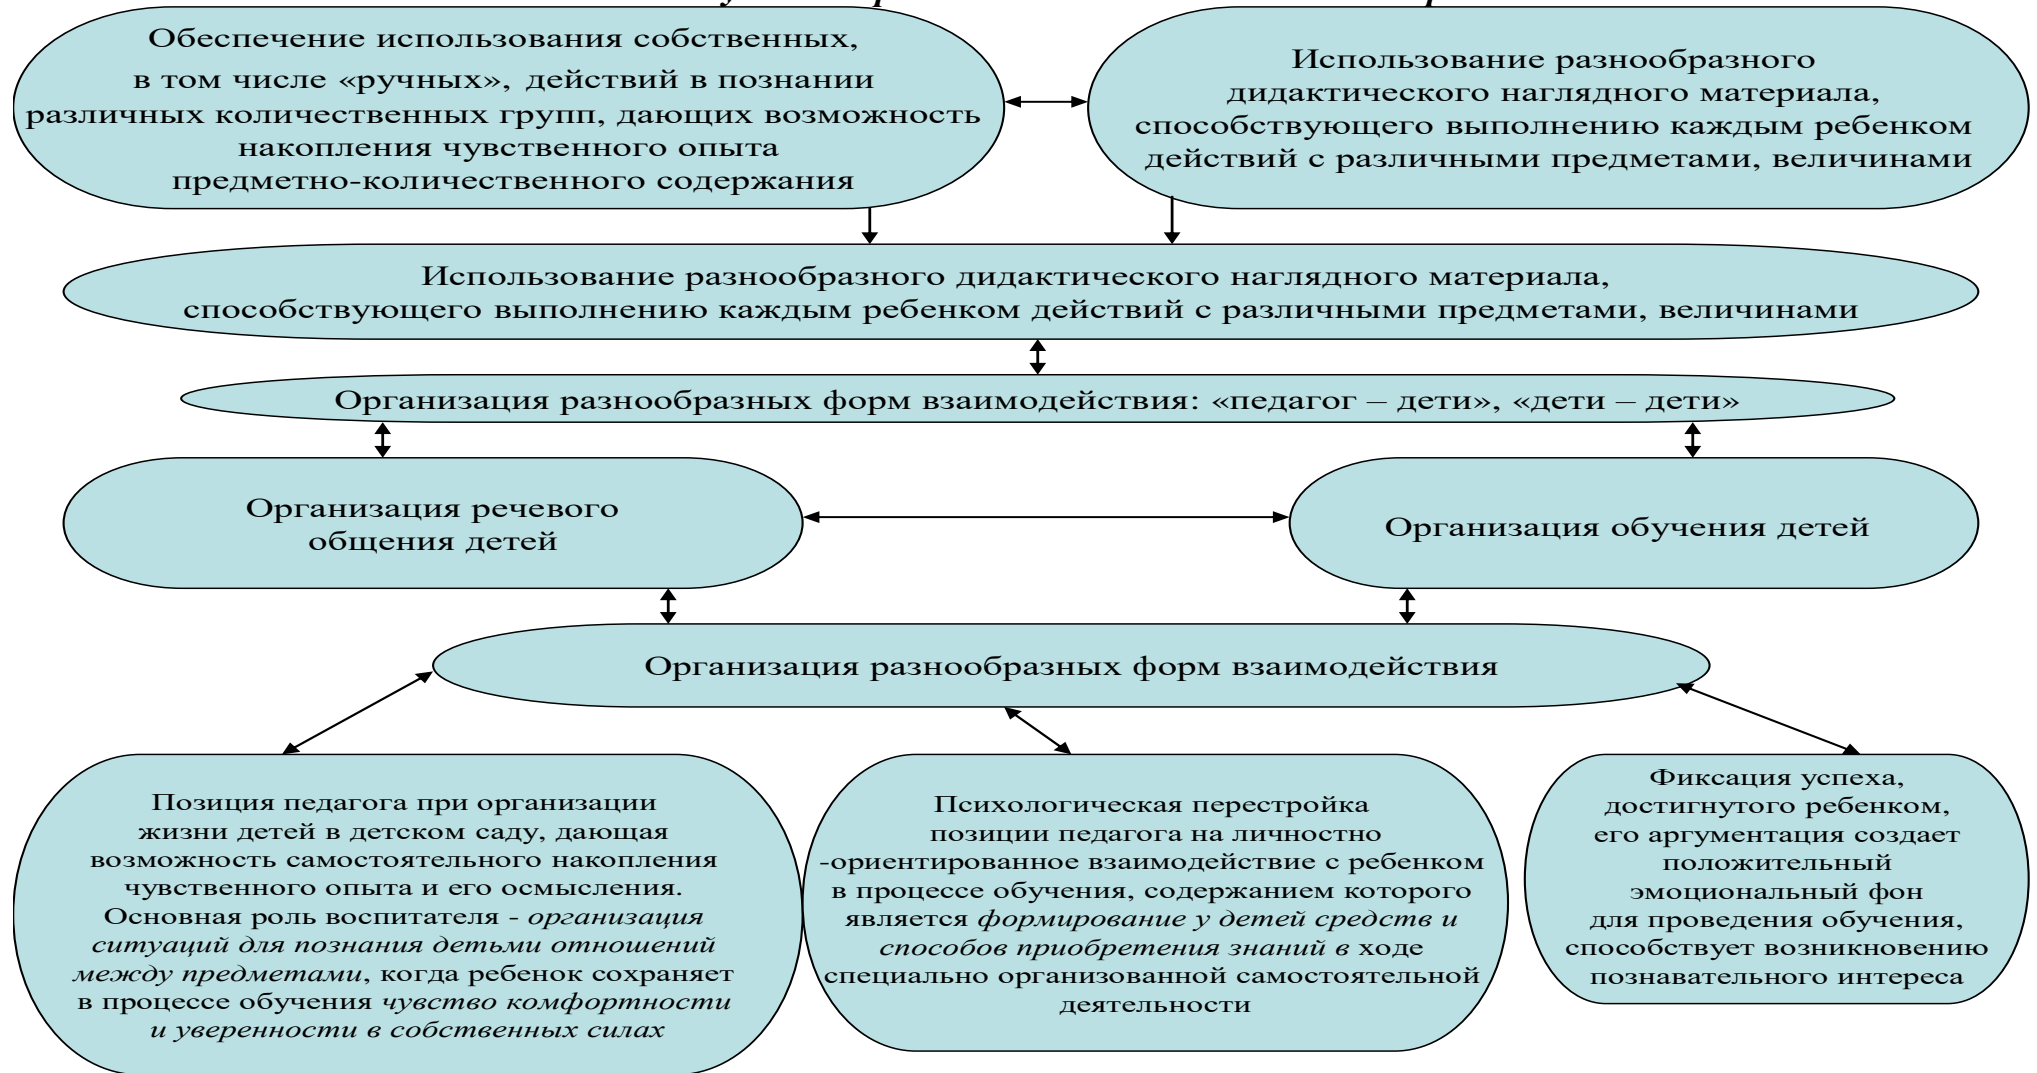 Обеспечение использования собственных,
в том числе «ручных», действий в познании
различных количественных групп, дающих возможность
накопления чувственного опыта
предметно-количественного содержания
Использование разнообразного
дидактического наглядного материала,
способствующего выполнению каждым ребенком
действий с различными предметами, величинами
Использование разнообразного дидактического наглядного материала,
способствующего выполнению каждым ребенком действий с различными предметами, величинами
Организация разнообразных форм взаимодействия: «педагог – дети», «дети – дети»
Организация речевого
общения детей
Организация обучения детей
Организация разнообразных форм взаимодействия
Позиция педагога при организации
жизни детей в детском саду, дающая
возможность самостоятельного накопления
чувственного опыта и его осмысления.
Основная роль воспитателя - организация
ситуаций для познания детьми отношений
между предметами, когда ребенок сохраняет
в процессе обучения чувство комфортности
и уверенности в собственных силах
Психологическая перестройка
позиции педагога на личностно
-ориентированное взаимодействие с ребенком
в процессе обучения, содержанием которого
является формирование у детей средств и
способов приобретения знаний в ходе
специально организованной самостоятельной
деятельности
Фиксация успеха,
достигнутого ребенком,
его аргументация создает
положительный
эмоциональный фон
для проведения обучения,
способствует возникновению
познавательного интереса